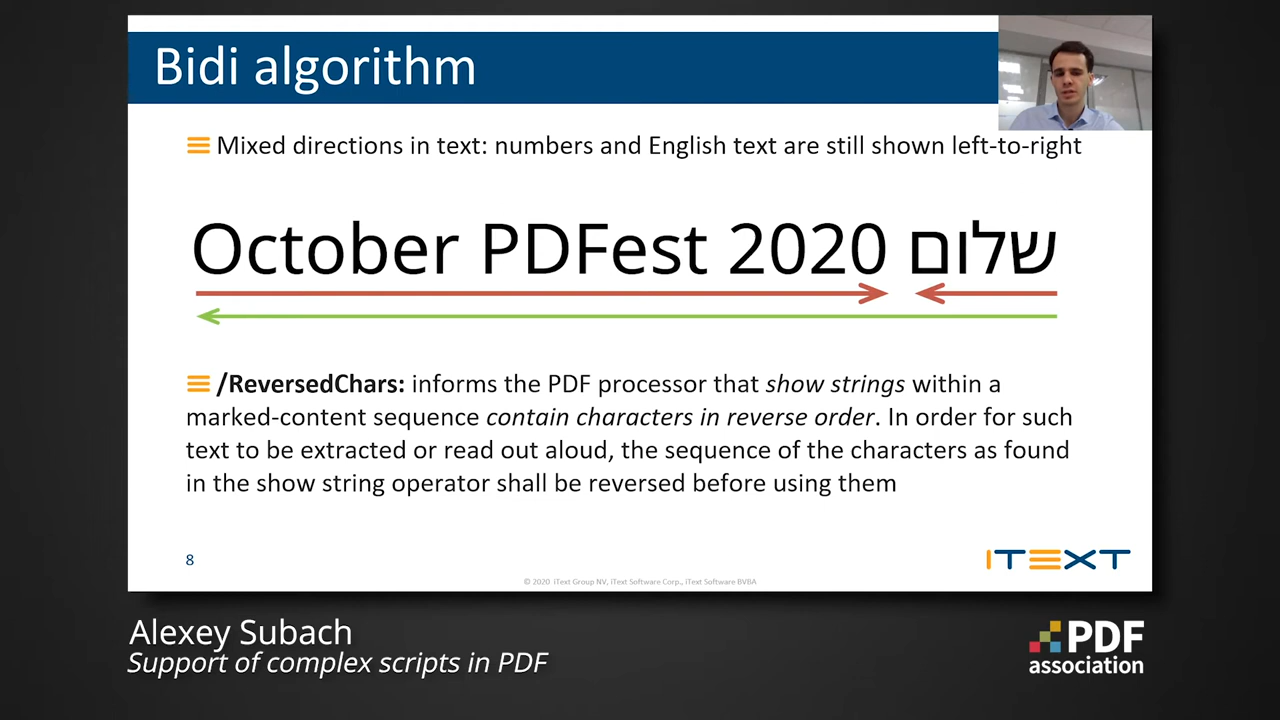 Bidi algorithm
Mixed directions in text: numbers and English text are still shown left-to-right
October PDFest 2020 שלום
/ReversedChars: informs the PDF processor that show strings within a
marked-content sequence contain characters in reverse order. In order for such
text to be extracted or read out aloud, the sequence of the characters as found
in the show string operator shall be reversed before using them
8
iTEXT
© 2020 iText Group NV, iText Software Corp., iText Software BVBA
Alexey Subach
Support of complex scripts in PDF
PDF
association